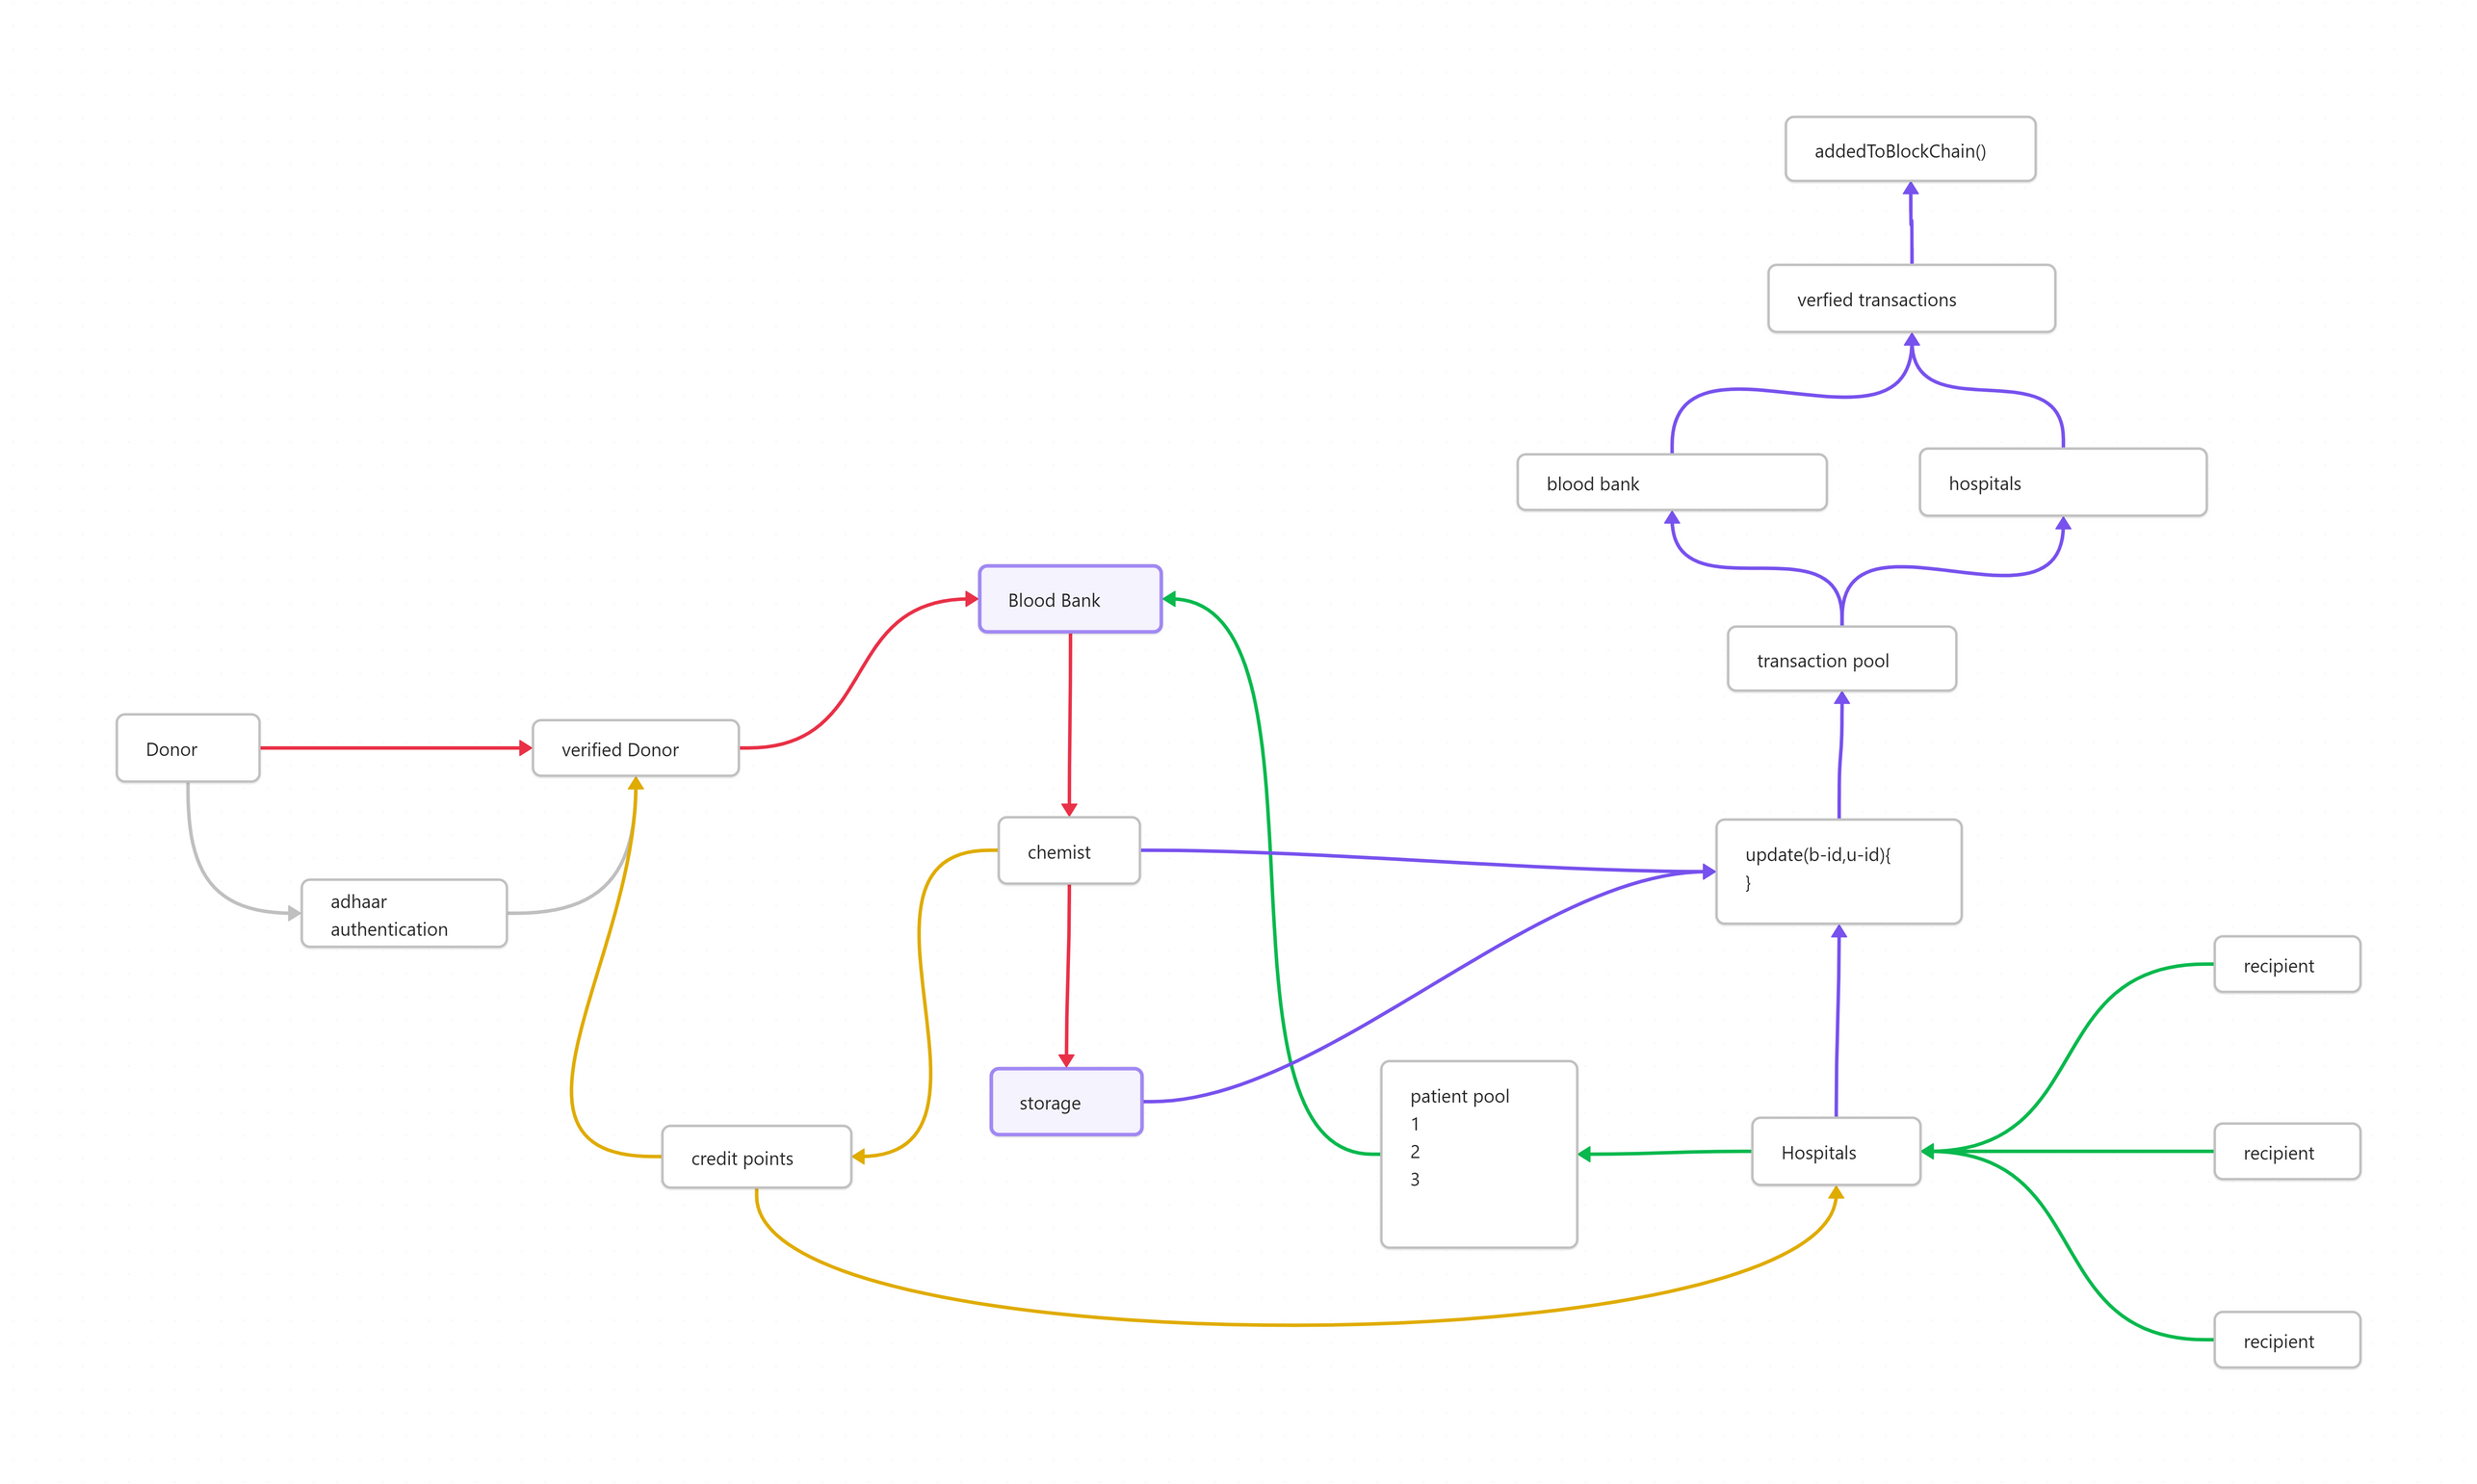 addedToBlockChain()
verfied transactions
blood bank
hospitals
Blood Bank
transaction pool
Donor
verified Donor
chemist
update(b-id,u-id){
}
adhaar
authentication
recipient
storage
patient pool
1
2
3
credit points
Hospitals
recipient
recipient